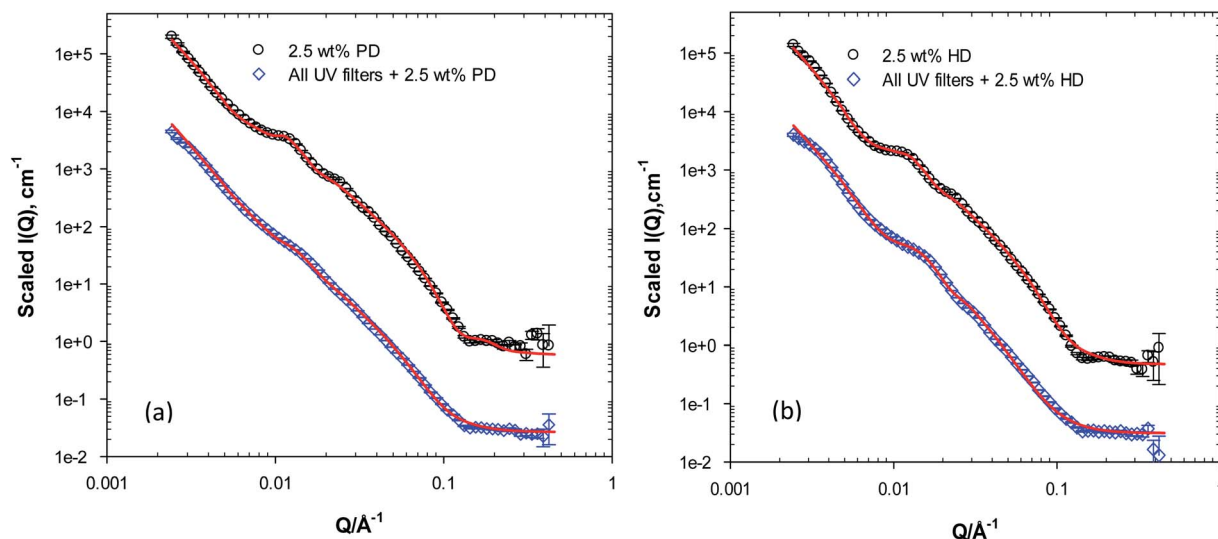 1e+5
1e+4
1e+3
1e+2
1e+1
1e+0
1e-1
1e-2
Scaled I(Q), cm-1
2.5 wt% PD
All UV filters + 2.5 wt% PD
(a)
0.001
0.01
0.1
1
Q/Å-1
1e+5
1e+4
1e+3
1e+2
1e+1
1e+0
1e-1
1e-2
Scaled I(Q),cm-1
2.5 wt% HD
All UV filters + 2.5 wt% HD
(b)
0.001
0.01
0.1
1
Q/Å-1